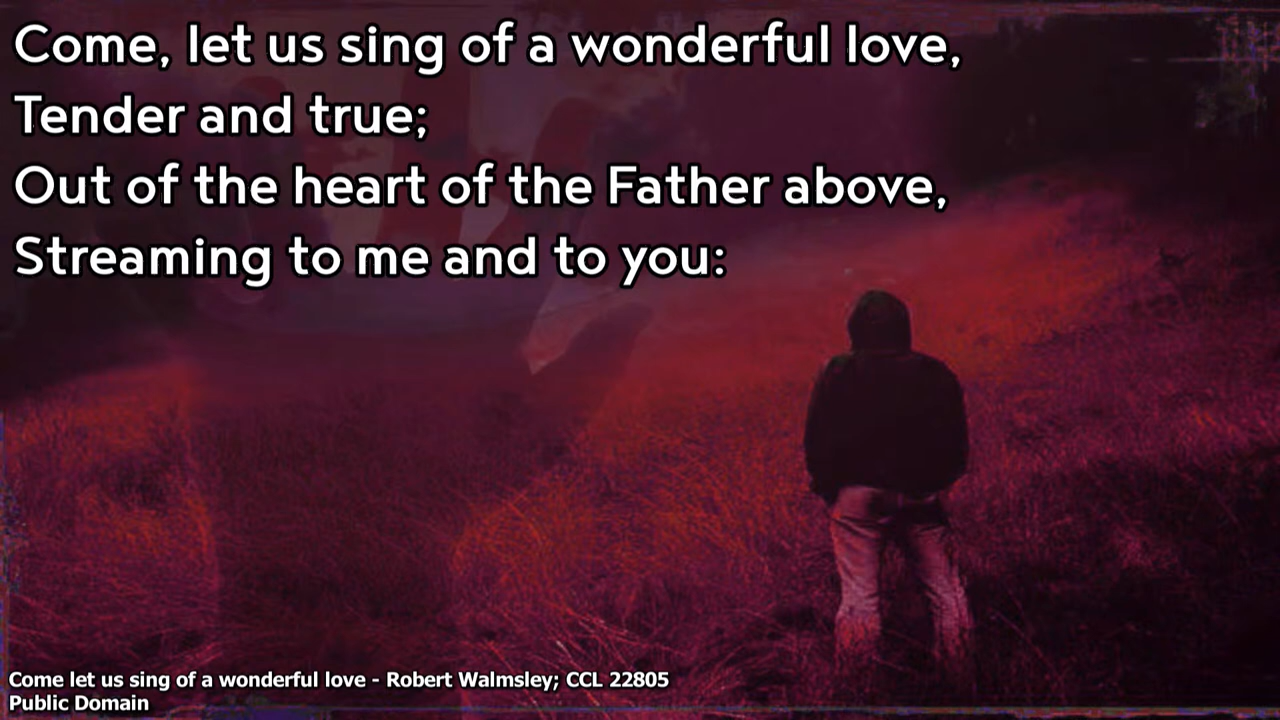 Come, let us sing of a wonderful love,
Tender and true;
Out of the heart of the Father above,
Streaming to me and to you:
Come let us sing of a wonderful love - Robert Walmsley; CCL 22805
Public Domain